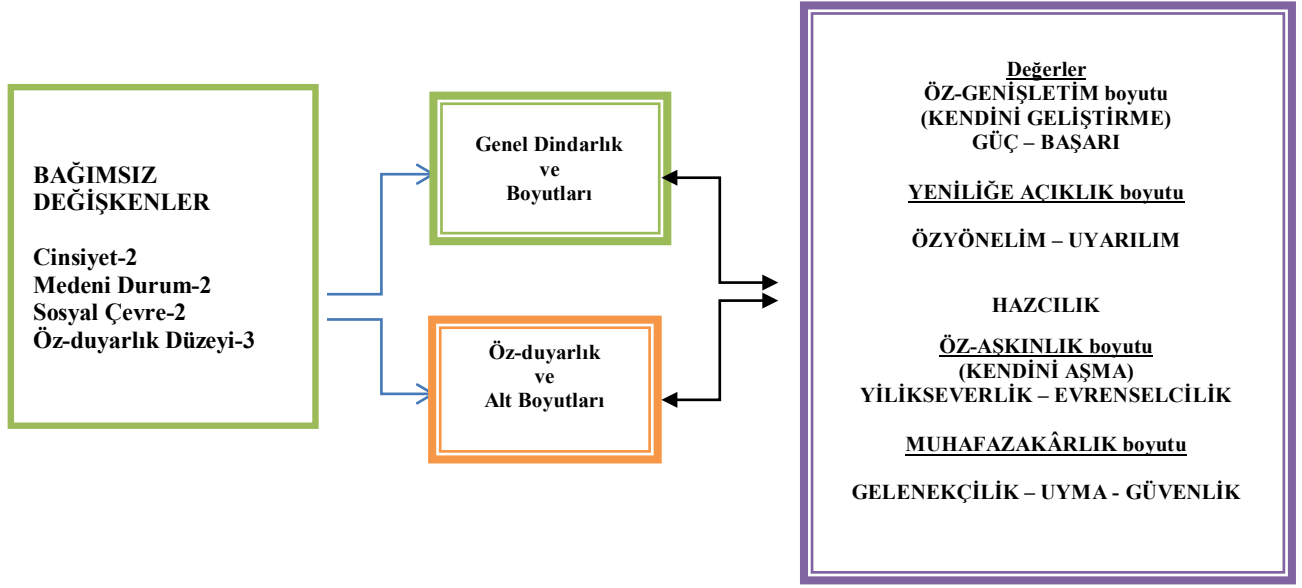 BAĞIMSIZ
DEĞİŞKENLER
Cinsiyet-2
Medeni Durum-2
Sosyal Çevre-2
Öz-duyarlık Düzeyi-3
Genel Dindarlık
ve
Boyutları
Öz-duyarlık
ve
Alt Boyutları
Değerler
ÖZ-GENİŞLETİM boyutu
(KENDİNİ GELİŞTİRME)
GÜÇ – BAŞARI
YENİLİĞE AÇIKLIK boyutu
ÖZYÖNELİM – UYARILIM
HAZCILIK
ÖZ-AŞKINLIK boyutu
(KENDİNİ AŞMA)
YİLİKSEVERLİK – EVRENSELCİLİK
MUHAFAZAKÂRLIK boyutu
GELENEKÇİLİK – UYMA - GÜVENLİK